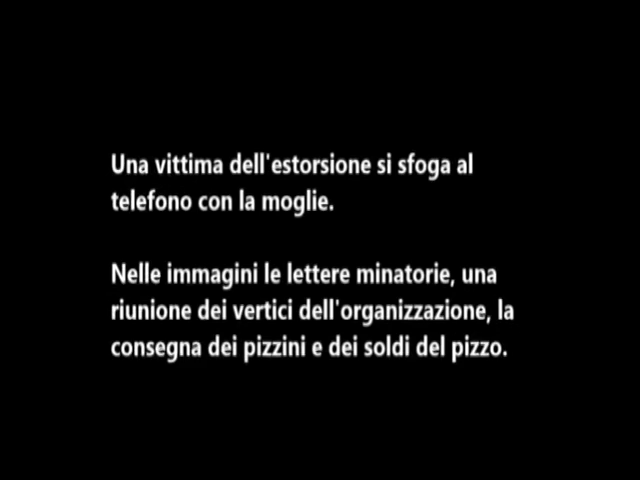 Una vittima dell'estorsione si sfoga al
telefono con la moglie.
Nelle immagini le lettere minatorie, una
riunione dei vertici dell'organizzazione, la
consegna dei pizzini e dei soldi del pizzo.